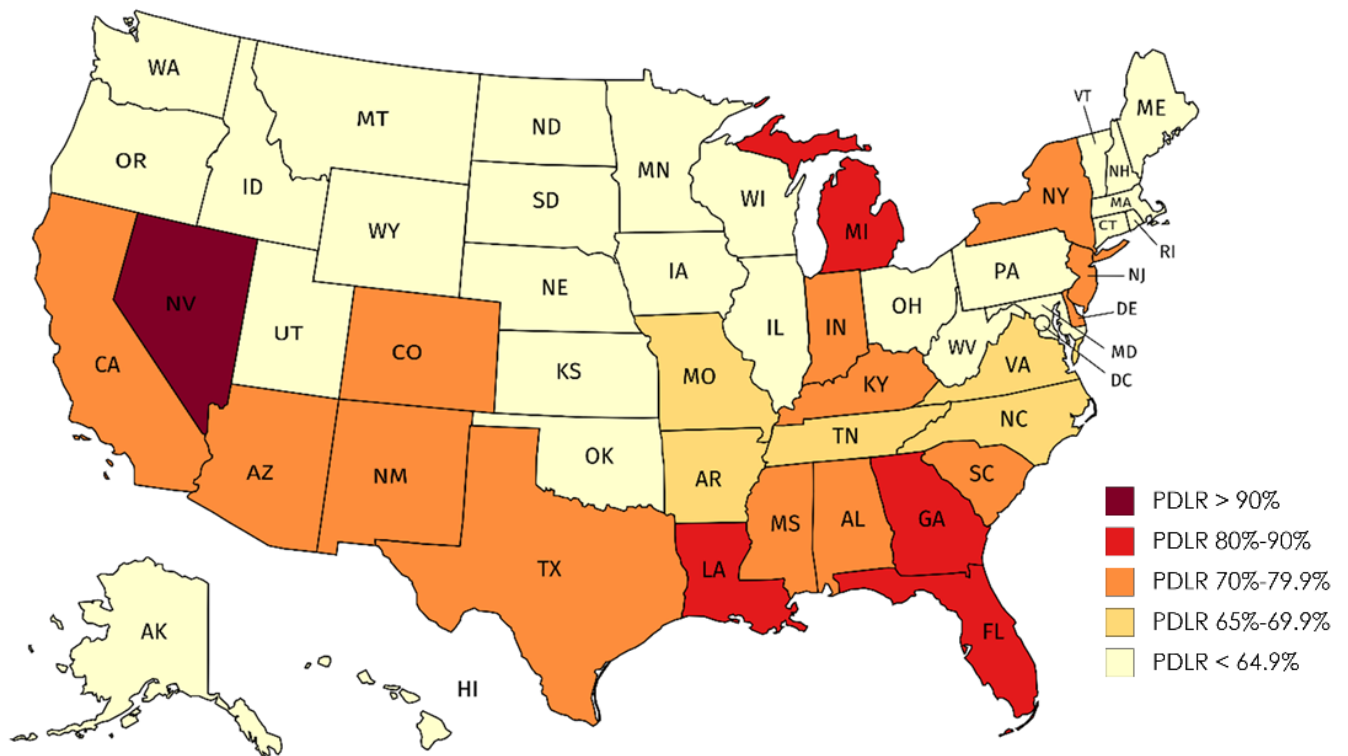 WA
MT
ND
MN
OR
ID
SD
WI
WY
MI
NY
VT
ME
NH
MA
CT
RI
IA
NE
PA
NJ
NV
UT
CO
IL
IN
OH
DE
WV
MD
CA
KS
MO
KY
VA
DC
AZ
NM
OK
AR
TN
NC
SC
TX
LA
MS
AL
GA
FL
AK
HI
PDLR > 90%
PDLR 80%-90%
PDLR 70%-79.9%
PDLR 65%-69.9%
PDLR < 64.9%